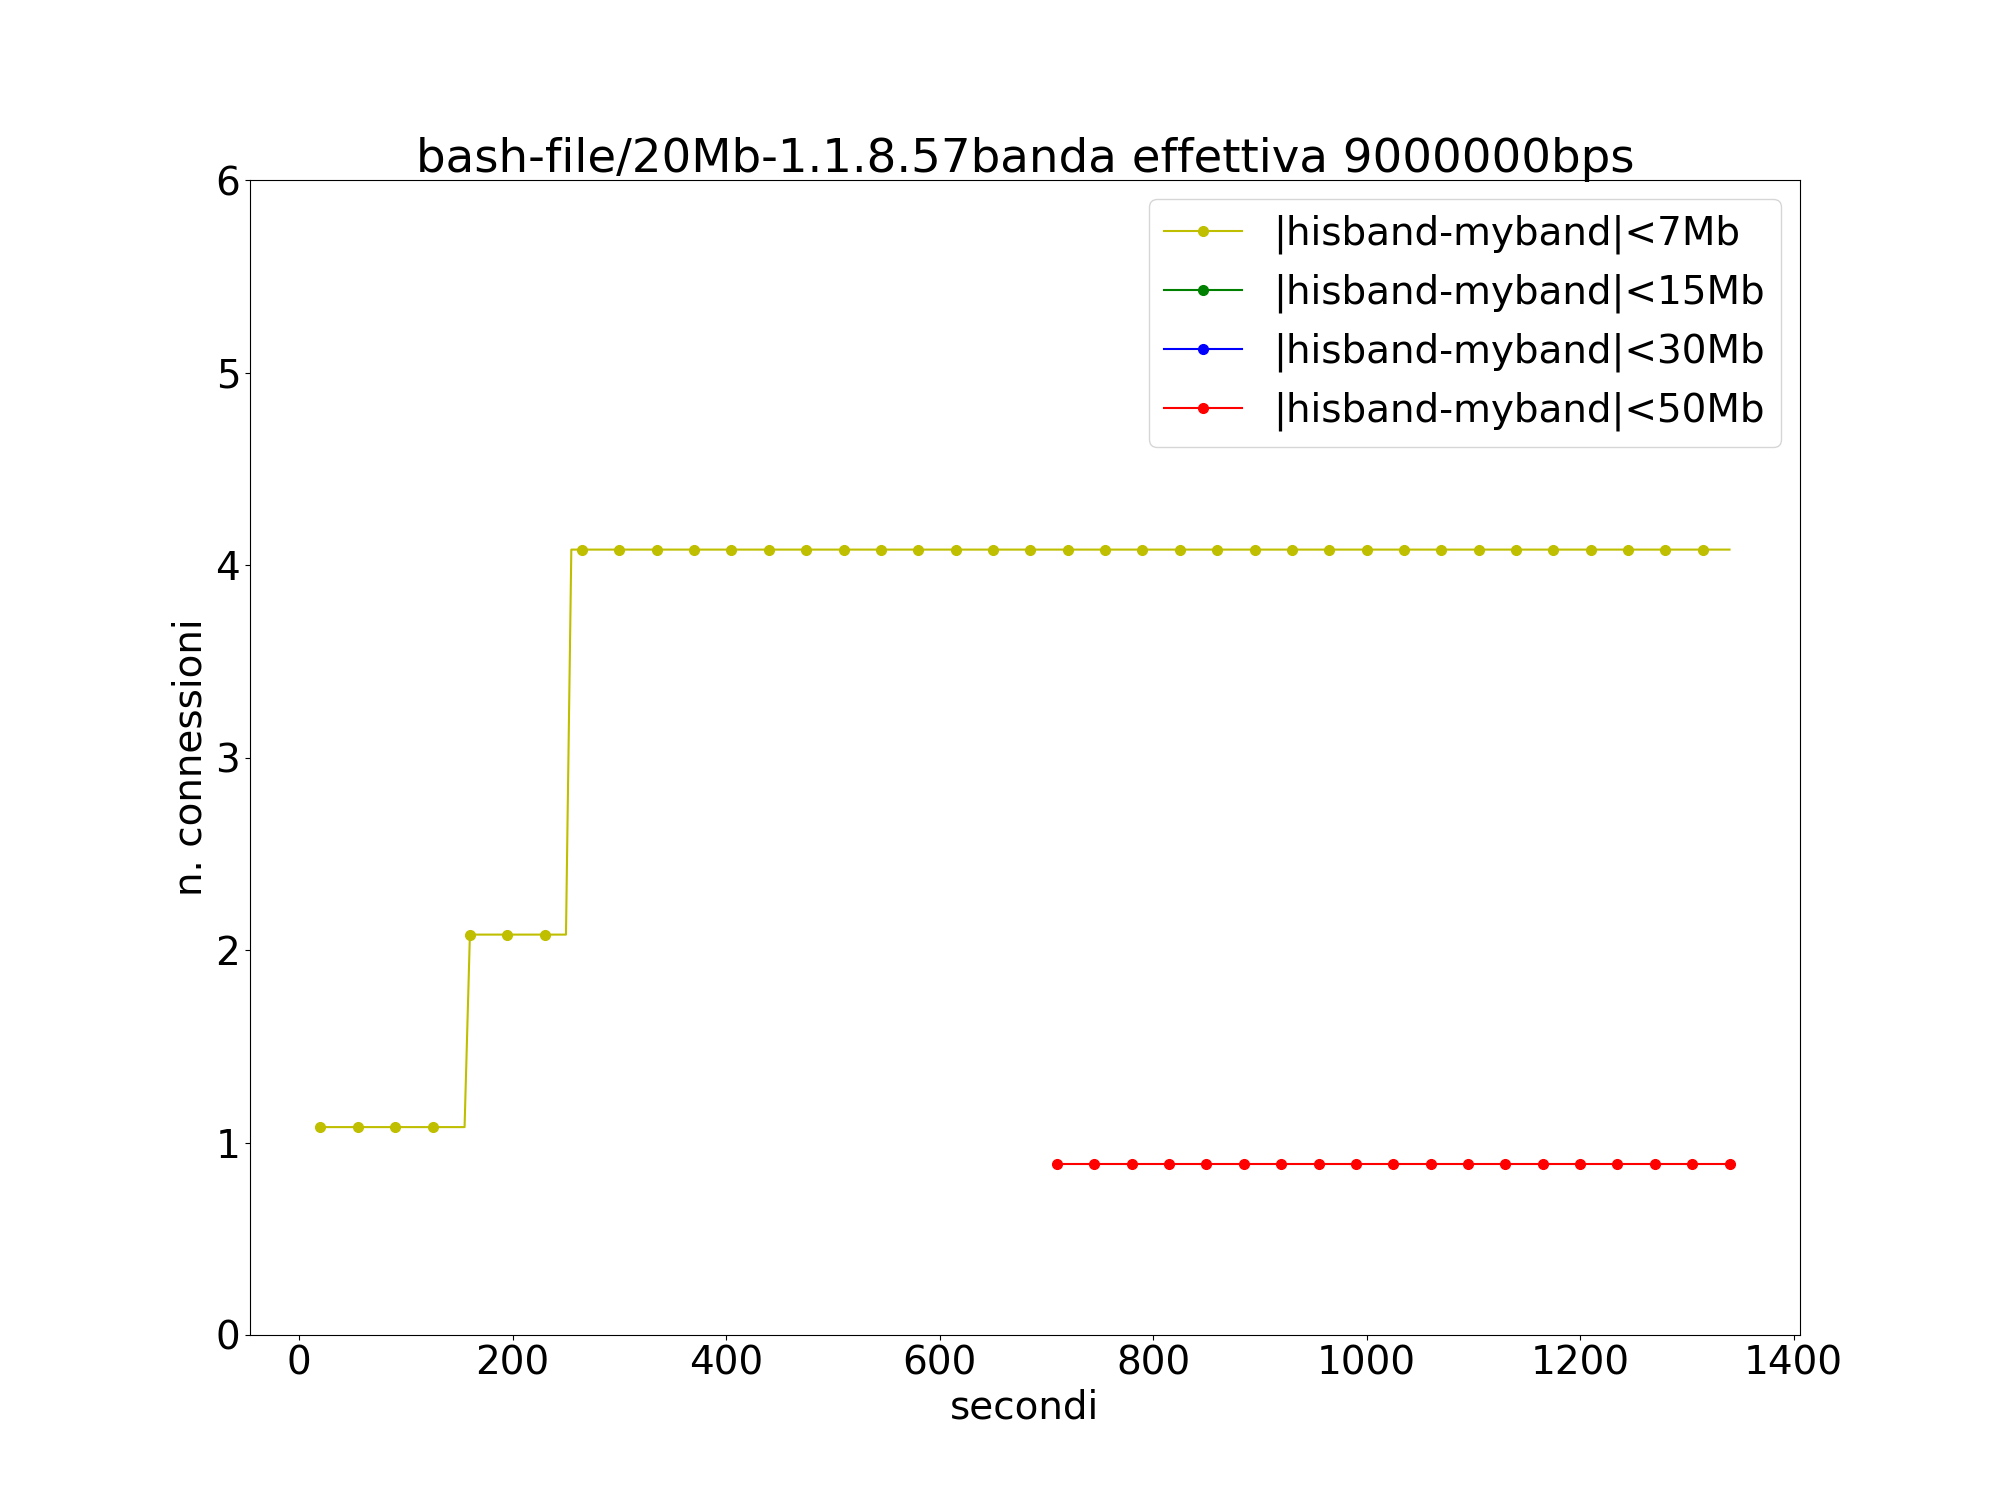 bash-file/20Mb-1.1.8.57banda effettiva 9000000bps
|hisband-myband|<7Mb
|hisband-myband|<15Mb
|hisband-myband|<30Mb
|hisband-myband|<50Mb
6
5
4
3
2
1
0
n. connessioni
0 200 400 600 800 1000 1200 1400
secondi